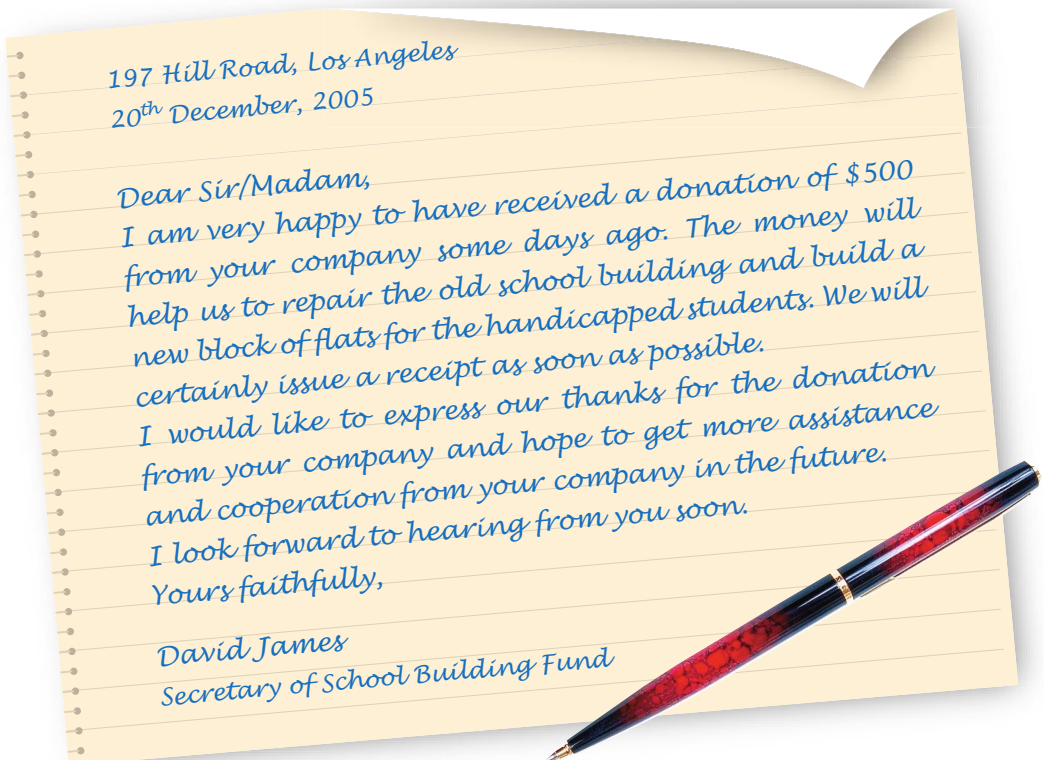 197 Hill Road, Los Angeles
20th December, 2005
Dear Sir/Madam,
I am very happy to have received a donation of $500
from your company some days ago. The money will
help us to repair the old school building and build a
new block of flats for the handicapped students. We will
certainly issue a receipt as soon as possible.
I would like to express our thanks for the donation
from your company and hope to get more assistance
and cooperation from your company in the future.
I look forward to hearing from you soon.
Yours faithfully,
David James
Secretary of School Building Fund